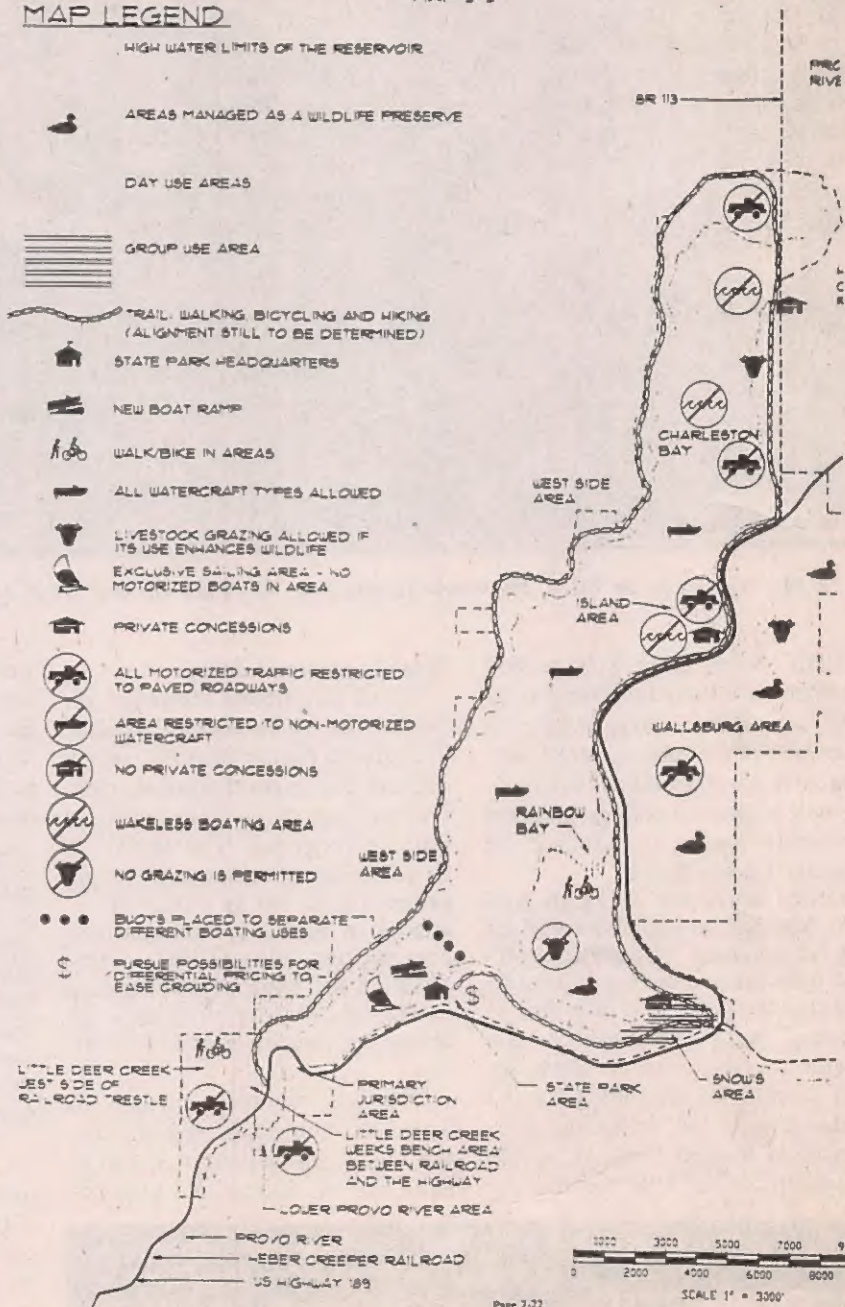 MAP LEGEND
HIGH WATER LIMITS OF THE RESERVOIR
AREAS MANAGED AS A WILDLIFE PRESERVE
DAY USE AREAS
GROUP USE AREA
TRAIL: WALKING, BICYCLING AND HIKING
(ALIGNMENT STILL TO BE DETERMINED)
STATE PARK HEADQUARTERS
NEW BOAT RAMP
WALK/BIKE IN AREAS
ALL WATERCRAFT TYPES ALLOWED
LIVESTOCK GRAZING ALLOWED IF
ITS USE ENHANCES WILDLIFE
EXCLUSIVE SAILING AREA - NO
MOTORIZED BOATS IN AREA
PRIVATE CONCESSIONS
ALL MOTORIZED TRAFFIC RESTRICTED
TO PAVED ROADWAYS
AREA RESTRICTED TO NON-MOTORIZED
WATERCRAFT
NO PRIVATE CONCESSIONS
WAKELESS BOATING AREA
NO GRAZING IS PERMITTED
BUOYS PLACED TO SEPARATE
DIFFERENT BOATING USES
$ PURSUE POSSIBILITIES FOR
DIFFERENTIAL PRICING TO
EASE CROWDING
SR 113
RIVE
CHARLESTON
BAY
WEST SIDE
AREA
ISLAND
AREA
WALLSBURG AREA
RAINBOW
BAY
WEST SIDE
AREA
$
LITTLE DEER CREEK
WEST SIDE OF
RAILROAD TRESTLE
PRIMARY
JURISDICTION
AREA
STATE PARK
AREA
SNOW'S
AREA
LITTLE DEER CREEK
WEEKS BENCH AREA
BETWEEN RAILROAD
AND THE HIGHWAY
LOWER PROVO RIVER AREA
PROVO RIVER
HEBER CREEPER RAILROAD
US HIGHWAY 189
1000 3000 5000 7000 9
0 2000 4000 6000 8000
SCALE 1" = 3000'